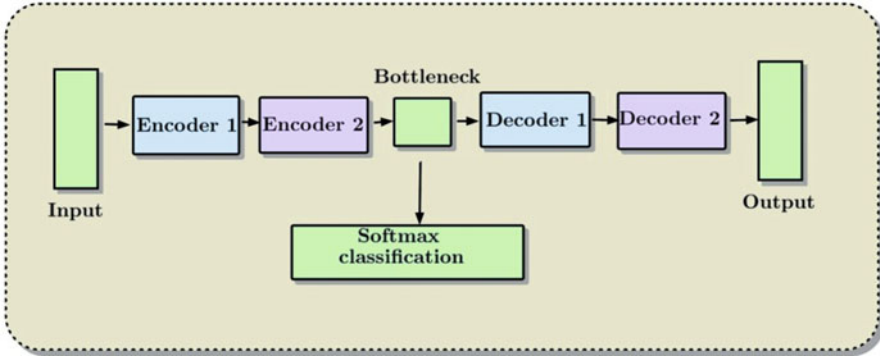 Bottleneck
Encoder 1
Encoder 2
Decoder 1
Decoder 2
Input
Output
Softmax
classification